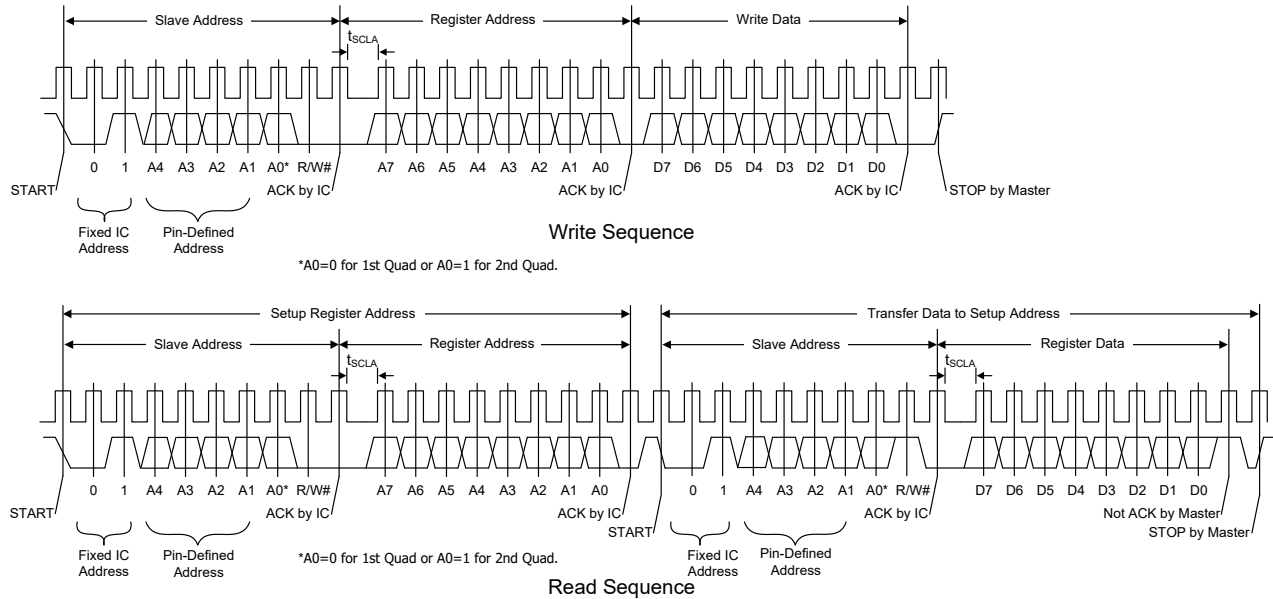 Slave Address Register Address Write Data
tSCLA
0 1 A4 A3 A2 A1 A0* R/W# A7 A6 A5 A4 A3 A2 A1 A0 D7 D6 D5 D4 D3 D2 D1 D0
START ACK by IC ACK by IC ACK by IC STOP by Master
Fixed IC Address Pin-Defined Address
Write Sequence
*A0=0 for 1st Quad or A0=1 for 2nd Quad.
Setup Register Address Transfer Data to Setup Address
Slave Address Register Address Slave Address Register Data
tSCLA tSCLA
0 1 A4 A3 A2 A1 A0* R/W# A7 A6 A5 A4 A3 A2 A1 A0 0 1 A4 A3 A2 A1 A0* R/W# D7 D6 D5 D4 D3 D2 D1 D0
START ACK by IC ACK by IC ACK by IC Not ACK by Master
START STOP by Master
Fixed IC Address Pin-Defined Address Fixed IC Address Pin-Defined Address
*A0=0 for 1st Quad or A0=1 for 2nd Quad.
Read Sequence